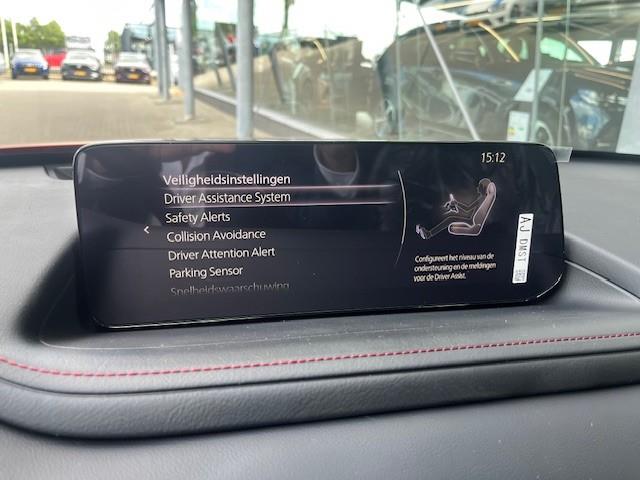 15:12
Veiligheidsinstellingen
Driver Assistance System
Safety Alerts
Collision Avoidance
Driver Attention Alert
Parking Sensor
Snelheidswaarschuwing
Configureert het niveau van de
ondersteuning en de meldingen
voor de Driver Assist.
AJ DMST